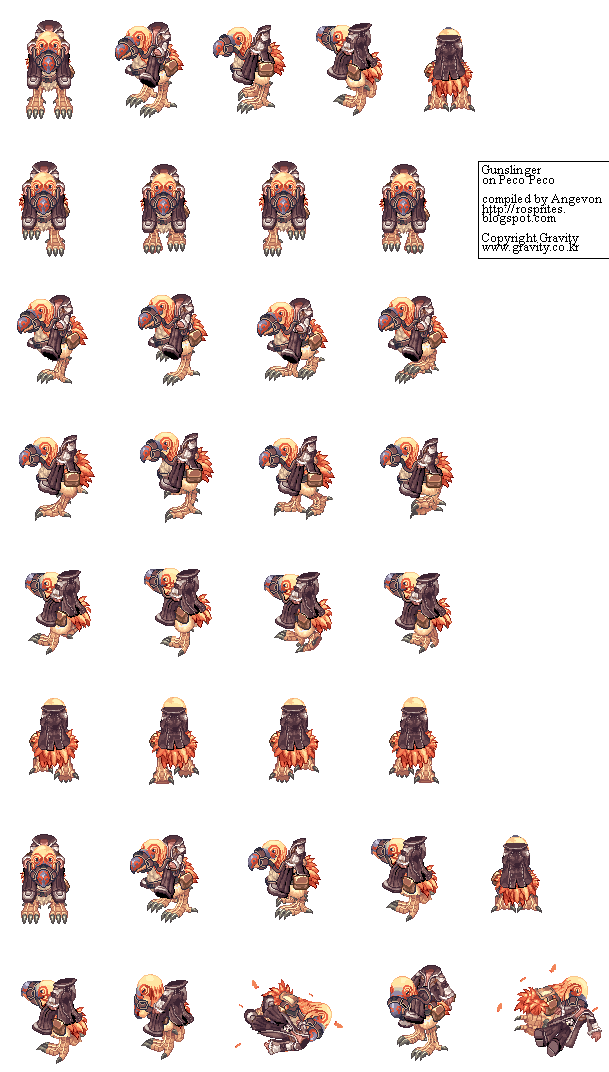 Gunslinger
on Peco Peco
compiled by Angevon
http://rosprites.
blogspot.com
Copyright Gravity
www.gravity.co.kr